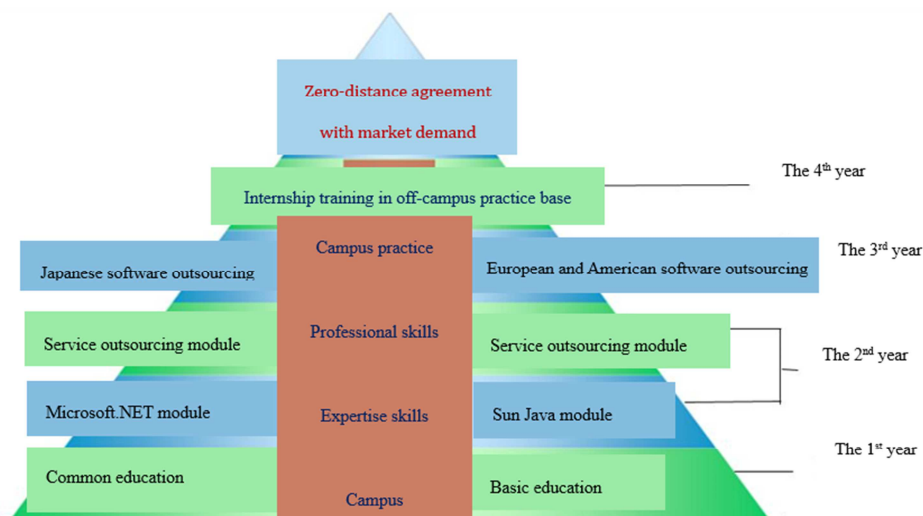 Zero-distance agreement
with market demand
The 4th year
Internship training in off-campus practice base
Campus practice
The 3rd year
Japanese software outsourcing
European and American software outsourcing
Professional skills
Service outsourcing module
Service outsourcing module
The 2nd year
Microsoft.NET module
Expertise skills
Sun Java module
The 1st year
Common education
Basic education
Campus